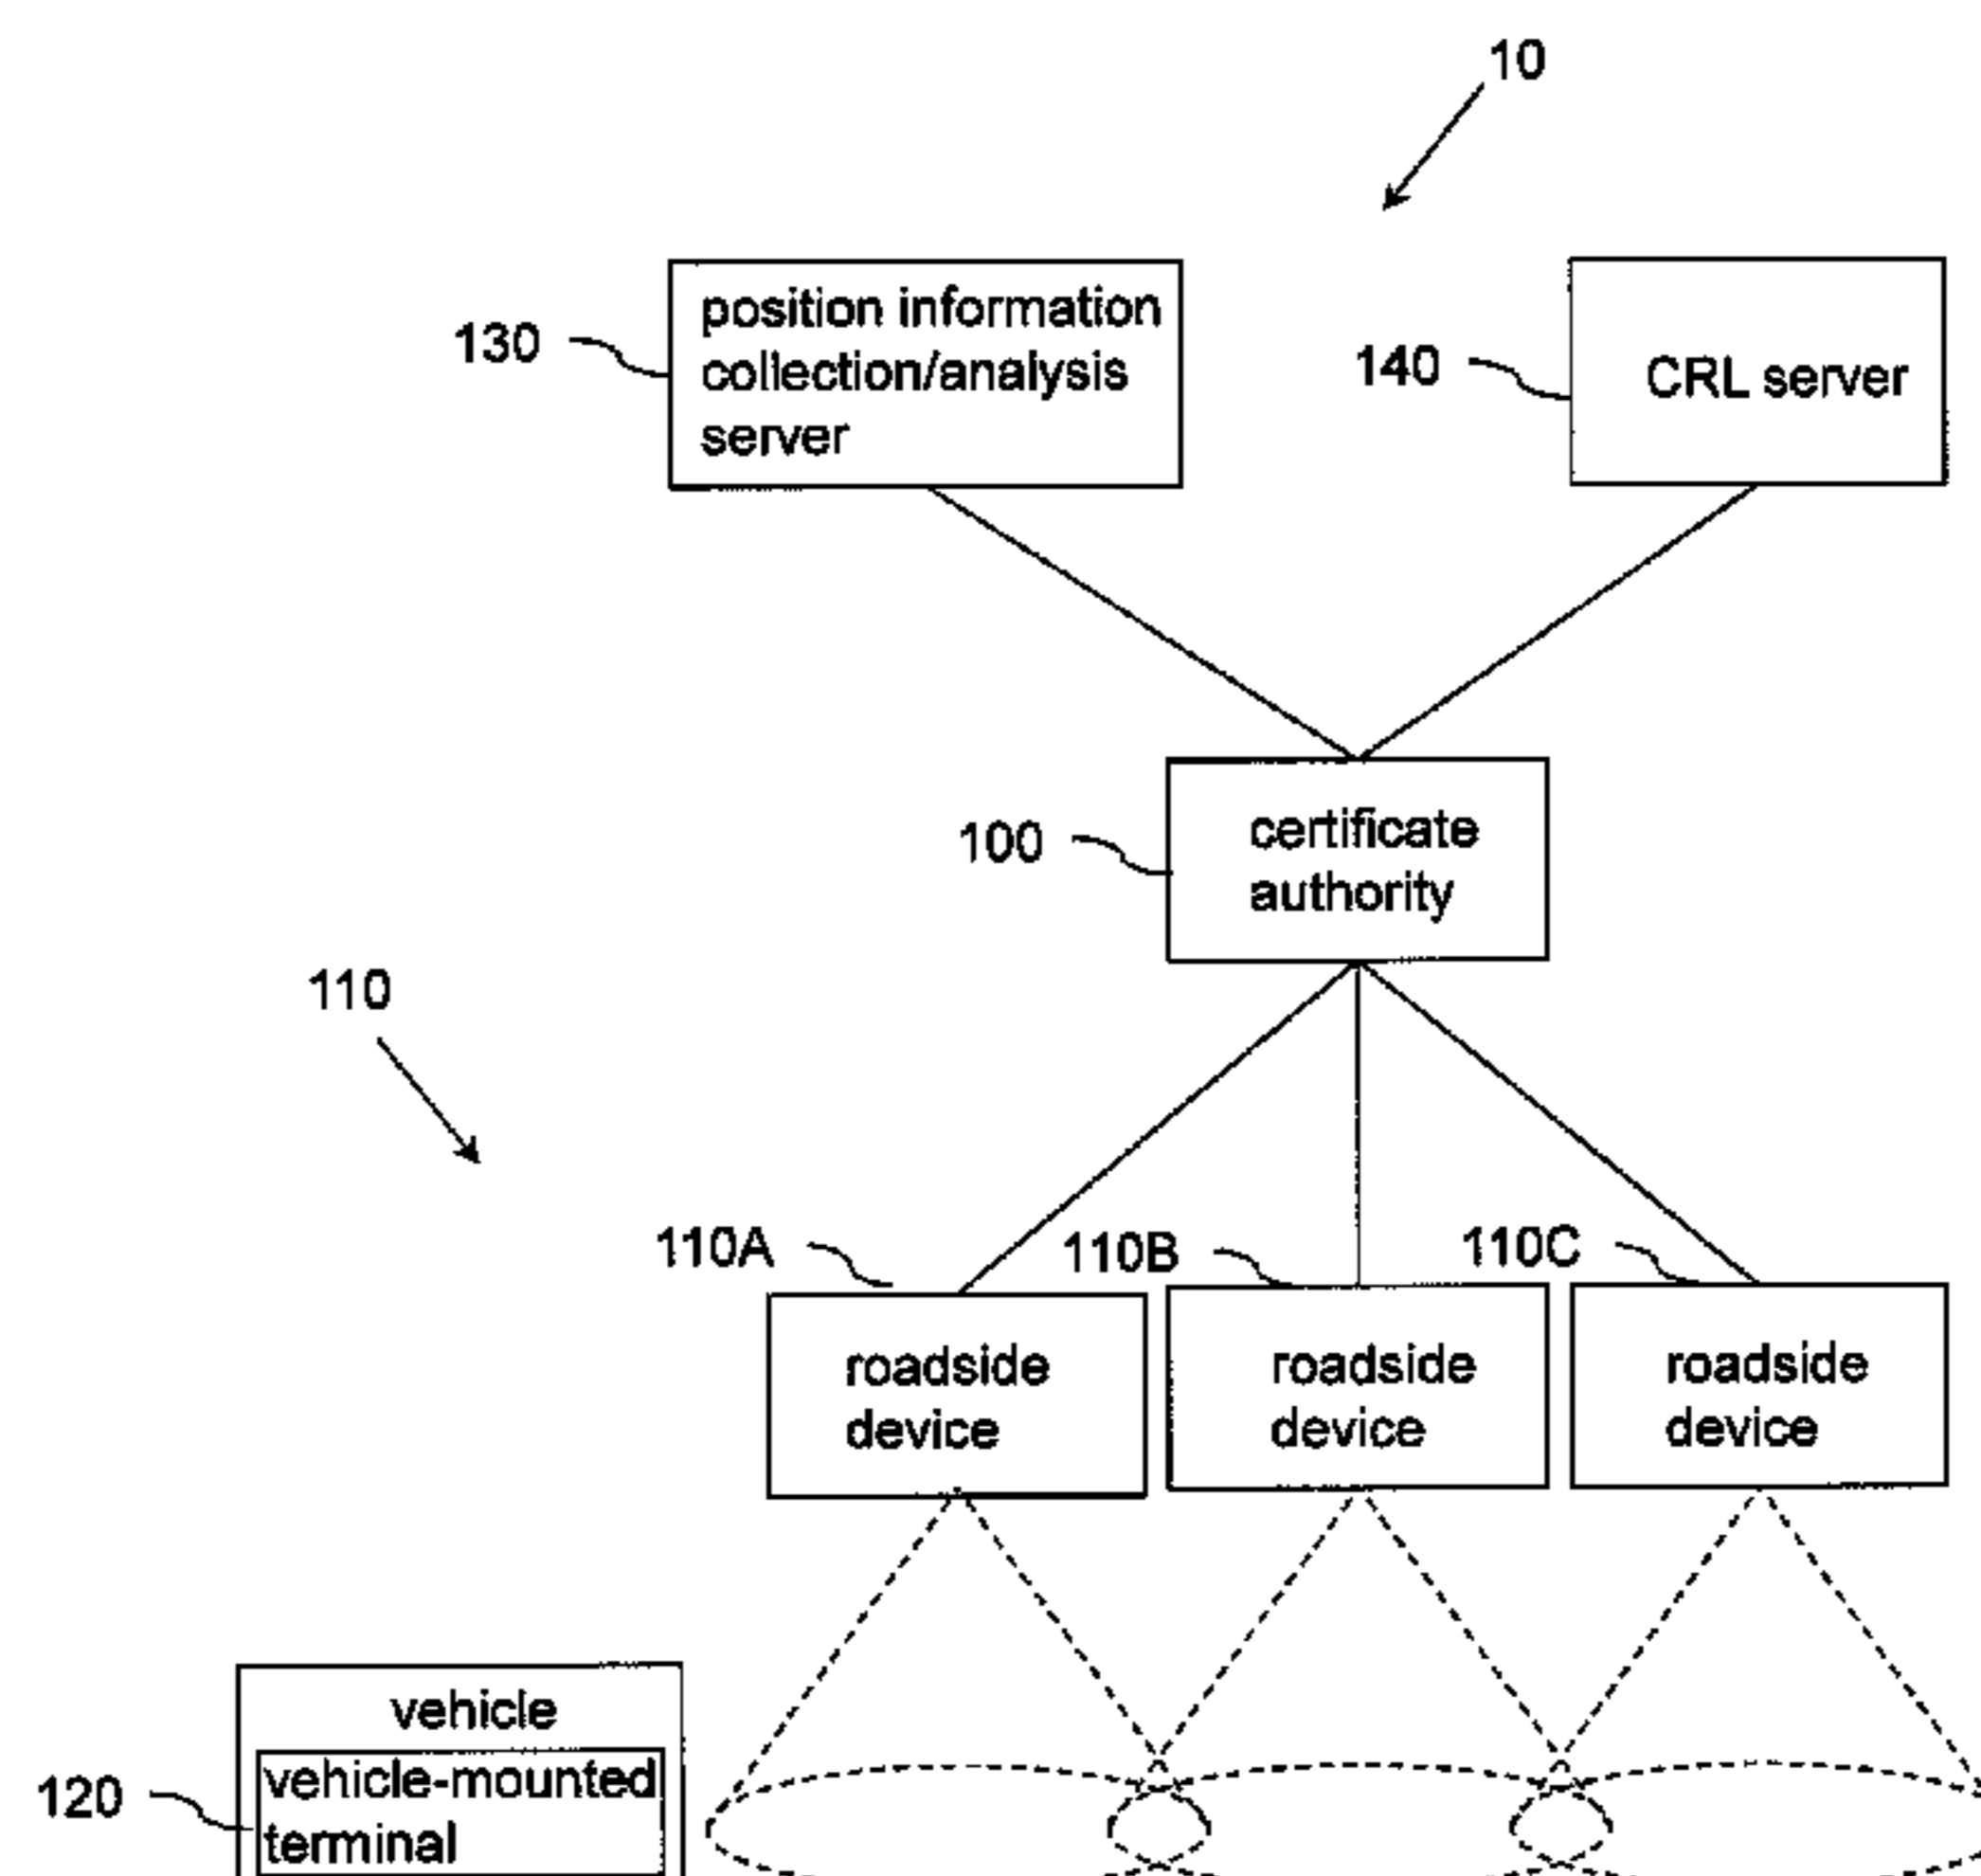 10
130
position information
collection/analysis
server
140
CRL server
100
certificate
authority
110
110A
110B
110C
roadside
device
roadside
device
roadside
device
vehicle
120
vehicle-mounted
terminal